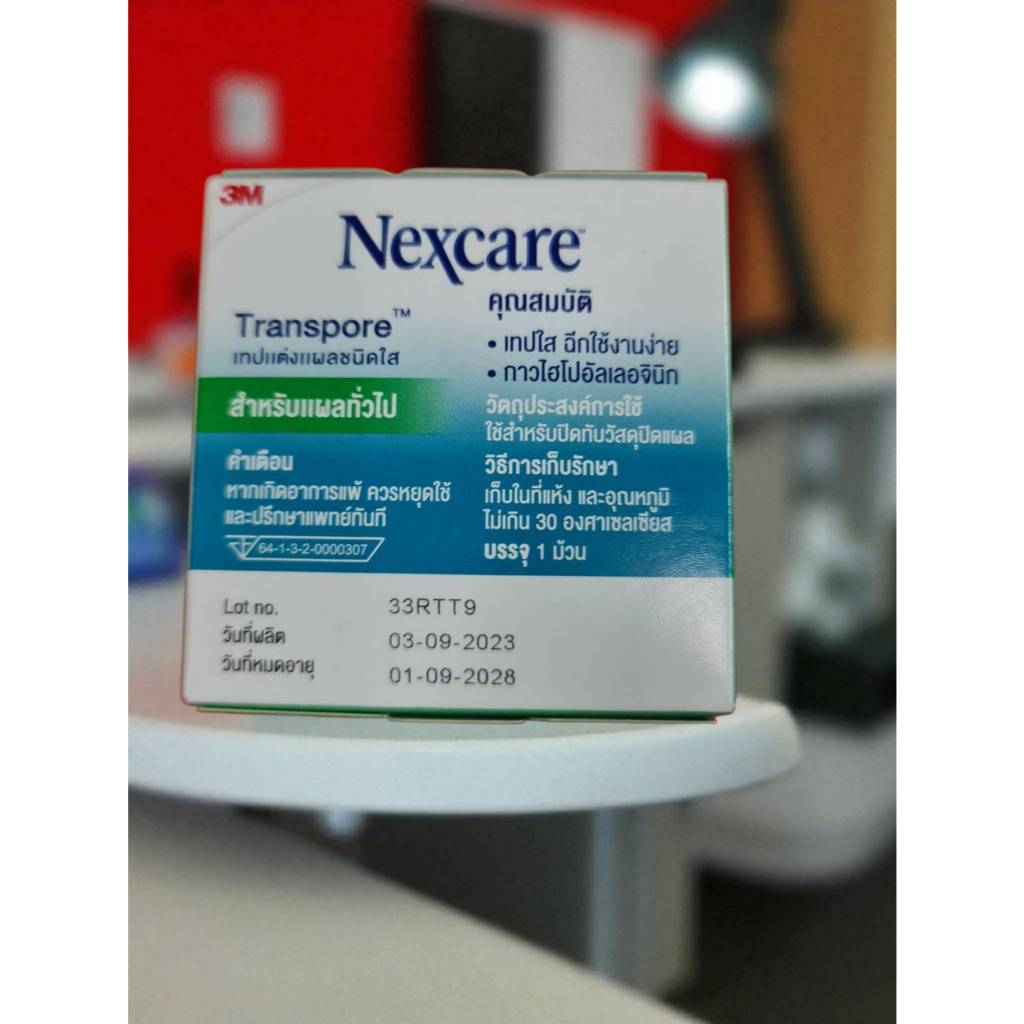 3M
Nexcare™
Transpore™
เทปแต่งแผลชนิดใส
สำหรับแผลทั่วไป
คำเตือน
หากเกิดอาการแพ้ ควรหยุดใช้
และปรึกษาแพทย์ทันที
64-1-3-2-0000307
คุณสมบัติ
• เทปใส ฉีกใช้งานง่าย
• กาวไฮโปอัลเลอจินิก
วัตถุประสงค์การใช้
ใช้สำหรับปิดทับวัสดุปิดแผล
วิธีการเก็บรักษา
เก็บในที่แห้ง และอุณหภูมิ
ไม่เกิน 30 องศาเซลเซียส
บรรจุ 1 ม้วน
Lot no. 33RTT9
วันที่ผลิต 03-09-2023
วันที่หมดอายุ 01-09-2028